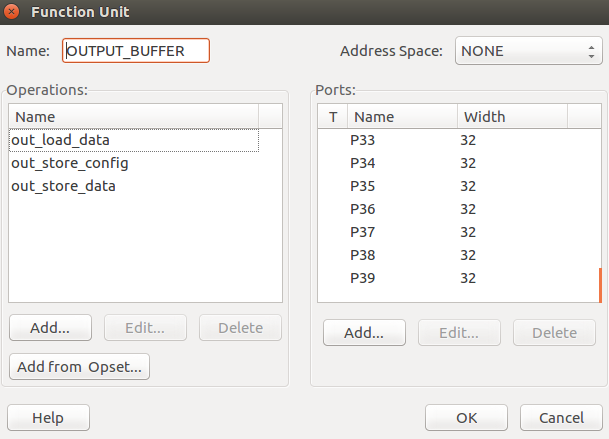 Function Unit
Name: OUTPUT_BUFFER Address Space: NONE
Operations: Ports:
Name T Name Width
out_load_data P33 32
out_store_config P34 32
out_store_data P35 32
P36 32
P37 32
P38 32
P39 32
Add... Edit... Delete Add... Edit... Delete
Add from Opset...
Help OK Cancel